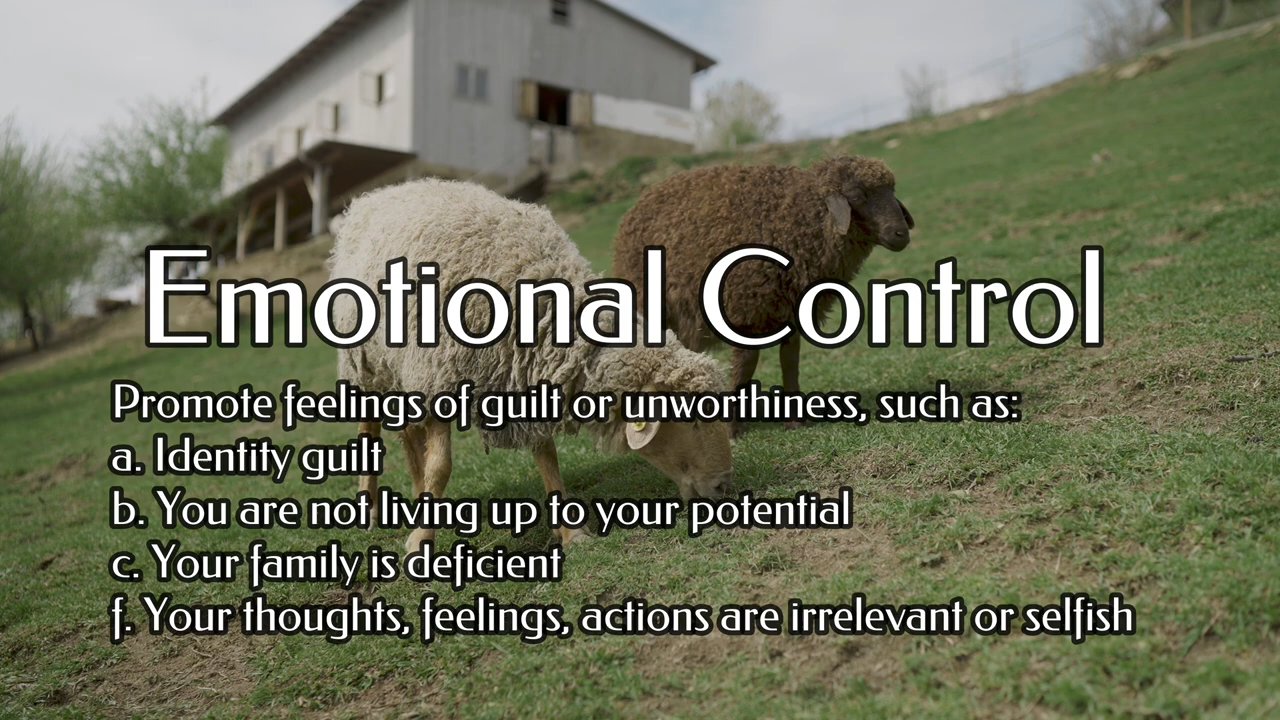 Emotional Control
Promote feelings of guilt or unworthiness, such as:
a. Identity guilt
b. You are not living up to your potential
c. Your family is deficient
f. Your thoughts, feelings, actions are irrelevant or selfish